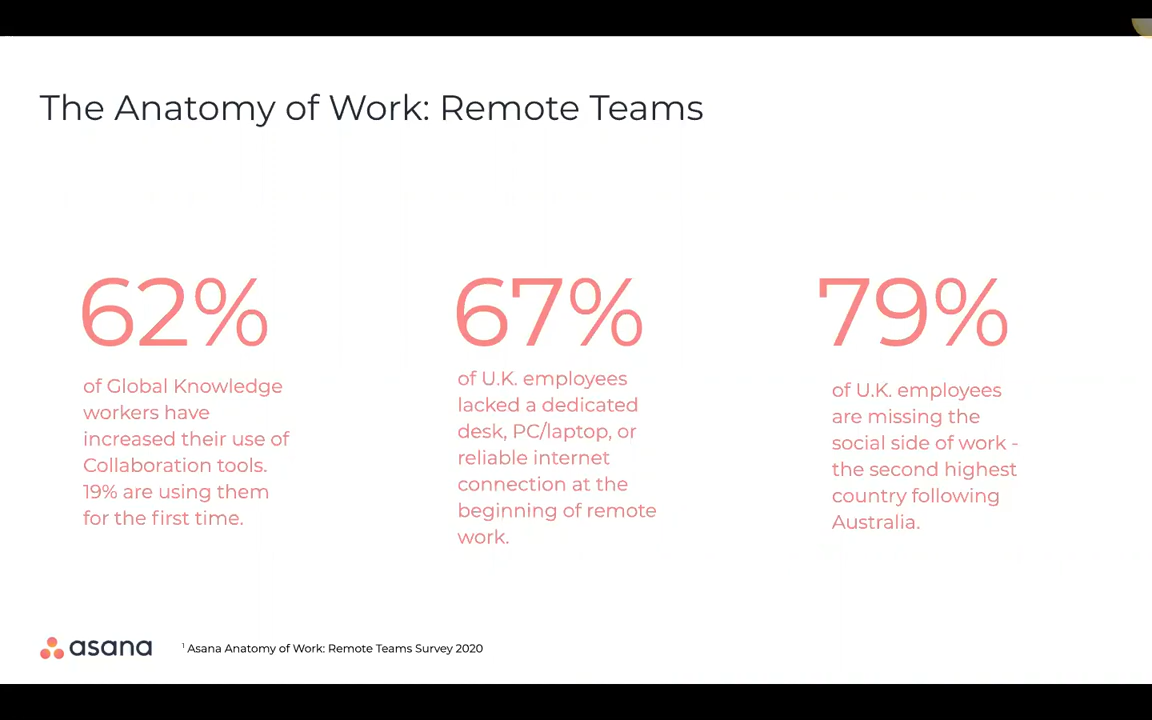 The Anatomy of Work: Remote Teams
62%
of Global Knowledge
workers have
increased their use of
Collaboration tools.
19% are using them
for the first time.
67%
of U.K. employees
lacked a dedicated
desk, PC/laptop, or
reliable internet
connection at the
beginning of remote
work.
79%
of U.K. employees
are missing the
social side of work -
the second highest
country following
Australia.
asana
¹ Asana Anatomy of Work: Remote Teams Survey 2020